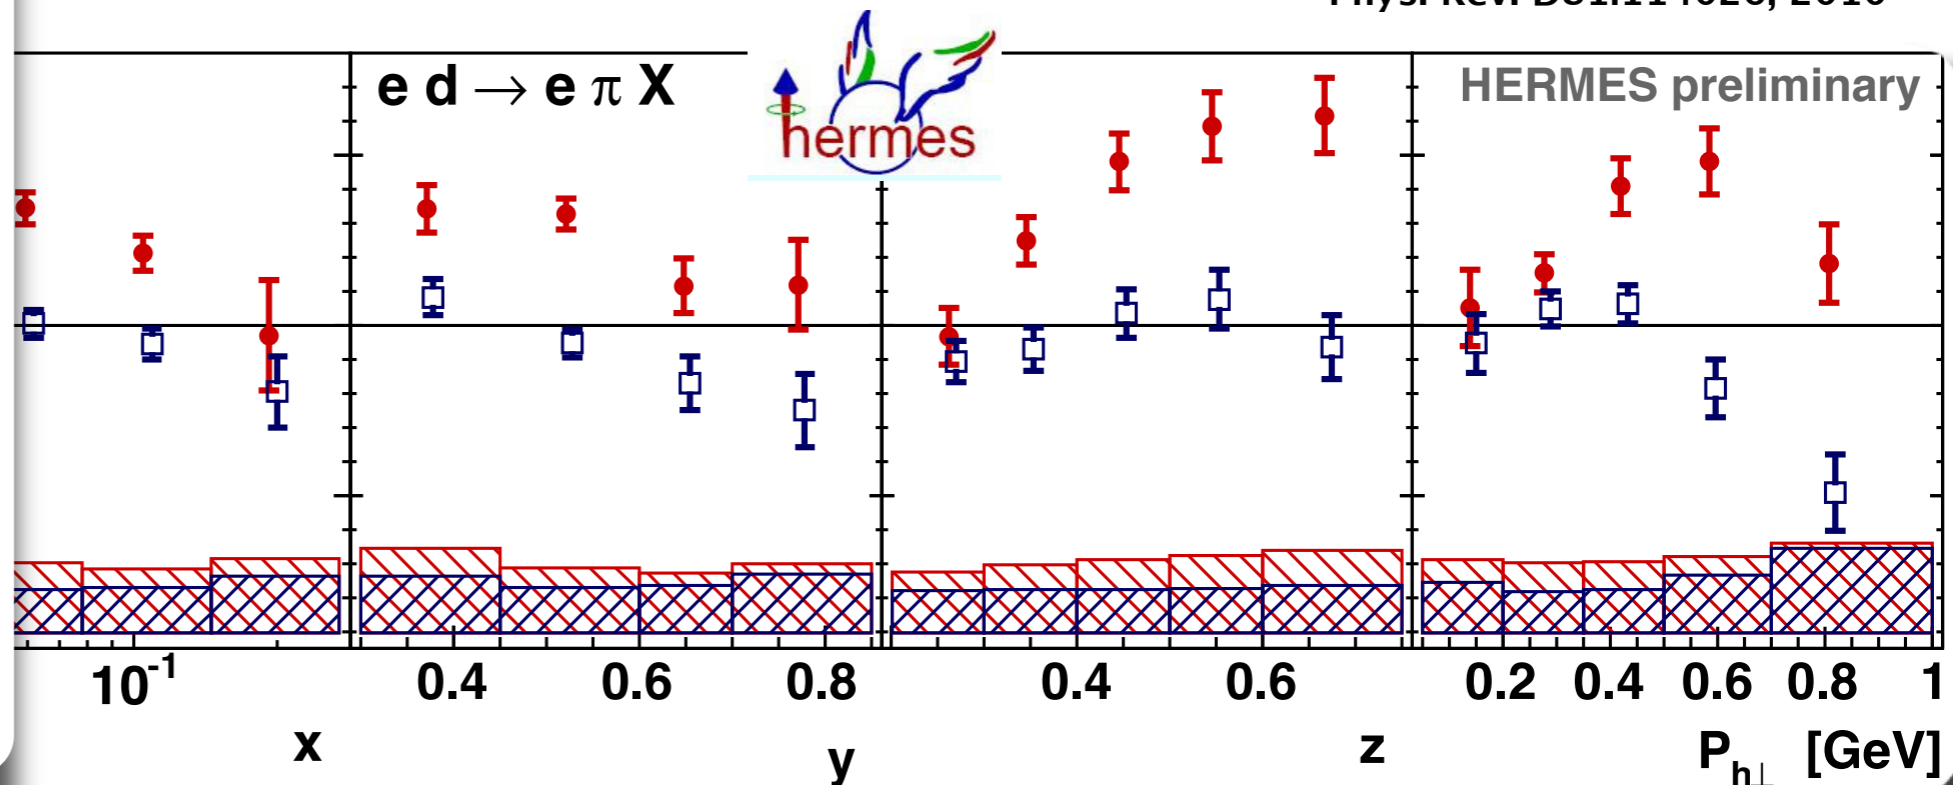 e d → e π X
hermes
HERMES preliminary
10⁻¹ 0.4 0.6 0.8 0.4 0.6 0.2 0.4 0.6 0.8 1
x y z P_h⊥ [GeV]